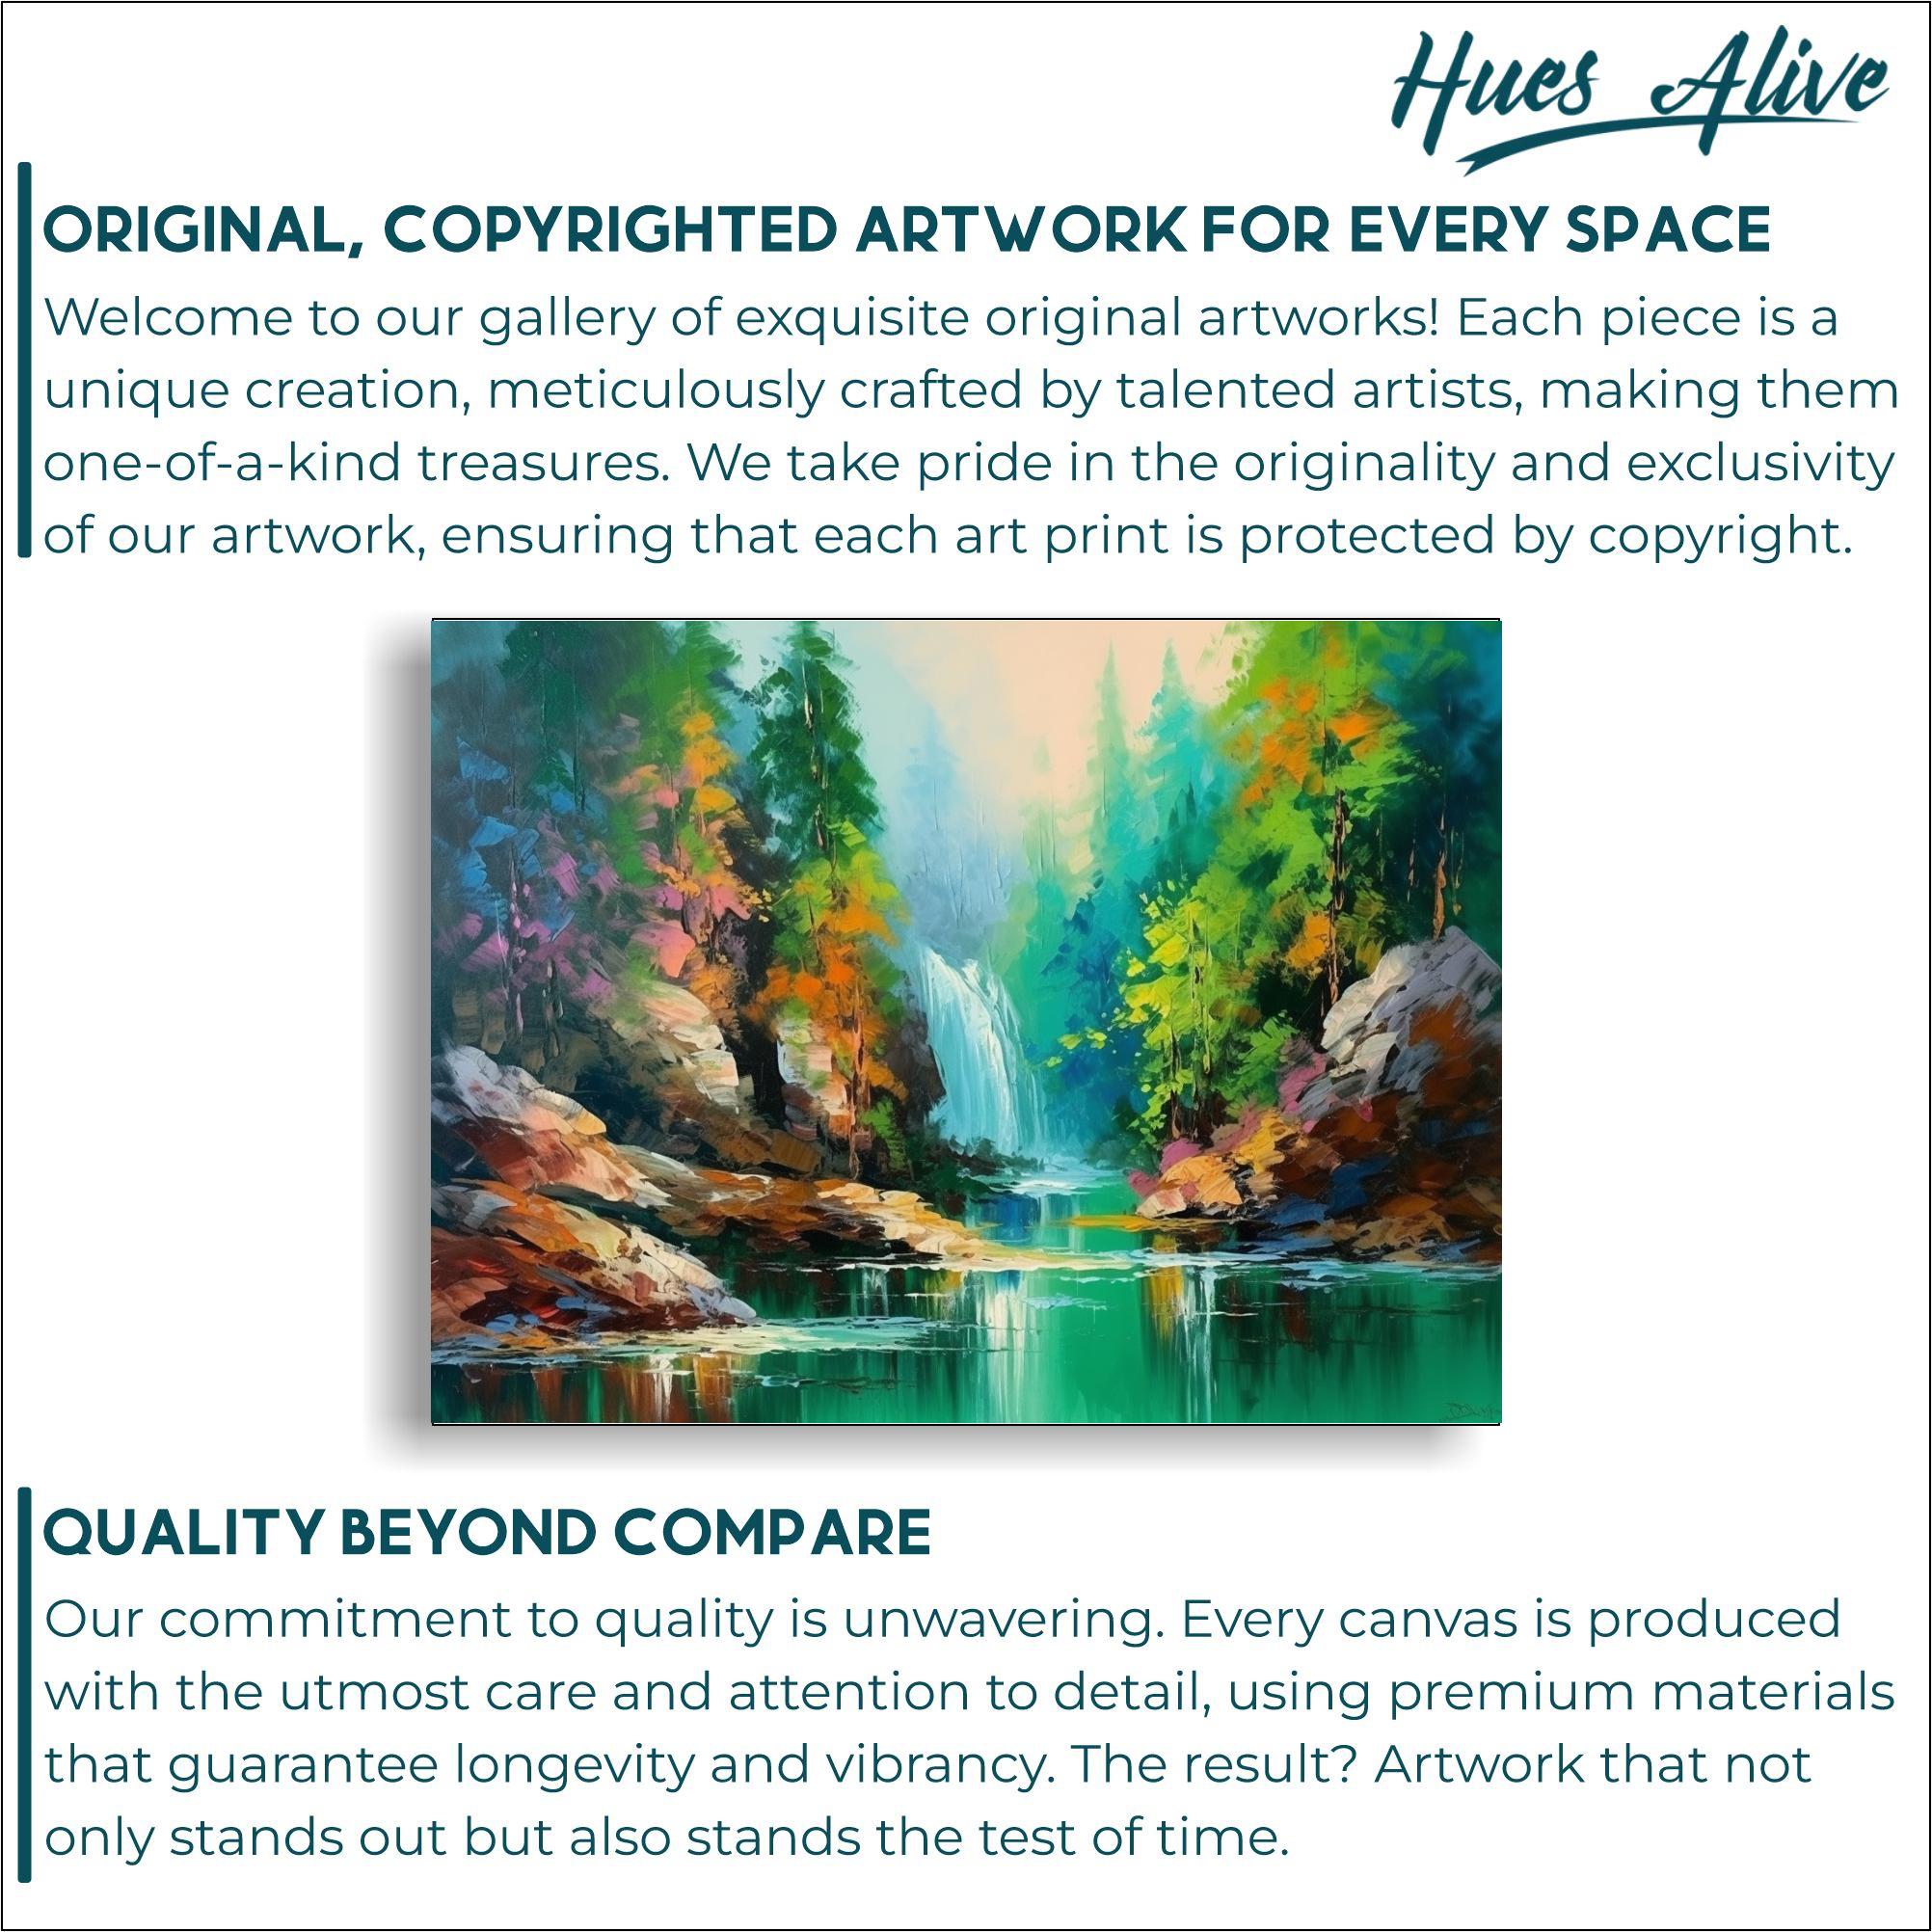 Hues Alive
ORIGINAL, COPYRIGHTED ARTWORK FOR EVERY SPACE
Welcome to our gallery of exquisite original artworks! Each piece is a
unique creation, meticulously crafted by talented artists, making them
one-of-a-kind treasures. We take pride in the originality and exclusivity
of our artwork, ensuring that each art print is protected by copyright.
QUALITY BEYOND COMPARE
Our commitment to quality is unwavering. Every canvas is produced
with the utmost care and attention to detail, using premium materials
that guarantee longevity and vibrancy. The result? Artwork that not
only stands out but also stands the test of time.